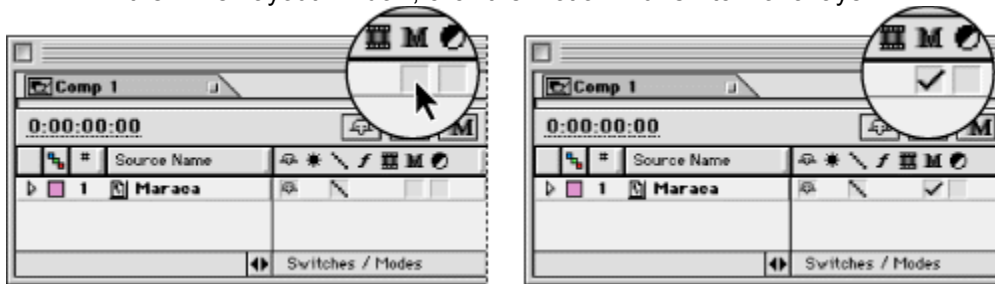 Comp 1
0:00:00:00
M
# Source Name M
1 Maraca
Switches / Modes
M
Comp 1
0:00:00:00
M
# Source Name M
1 Maraca
Switches / Modes